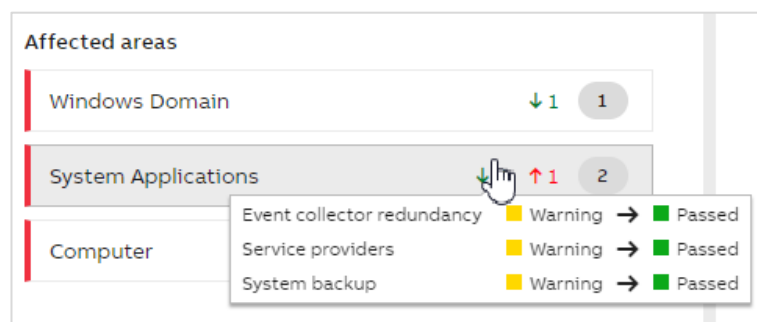 Affected areas
Windows Domain ↓1 1
System Applications ↓ ↑1 2
Event collector redundancy Warning → Passed
Computer Service providers Warning → Passed
System backup Warning → Passed